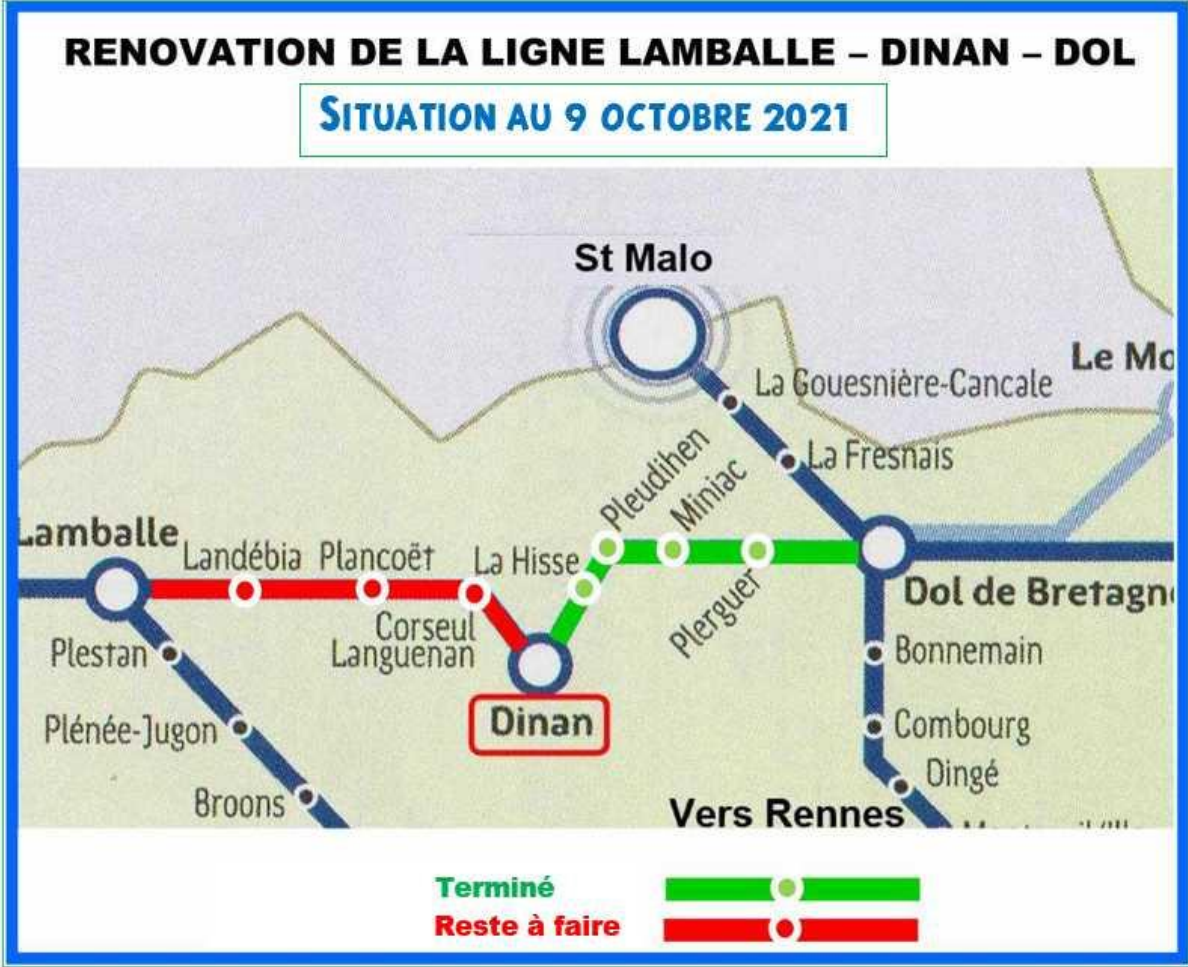 RENOVATION DE LA LIGNE LAMBALLE – DINAN – DOL
SITUATION AU 9 OCTOBRE 2021
St Malo
Le Mo
La Gouesnière-Cancale
La Fresnais
Pleudihen
Miniac
Lamballe
Landébia
Plancoët
La Hisse
Plerguer
Dol de Bretagn
Corseul
Languenan
Plestan
Bonnemain
Dinan
Plénée-Jugon
Combourg
Dingé
Broons
Vers Rennes
Terminé
Reste à faire